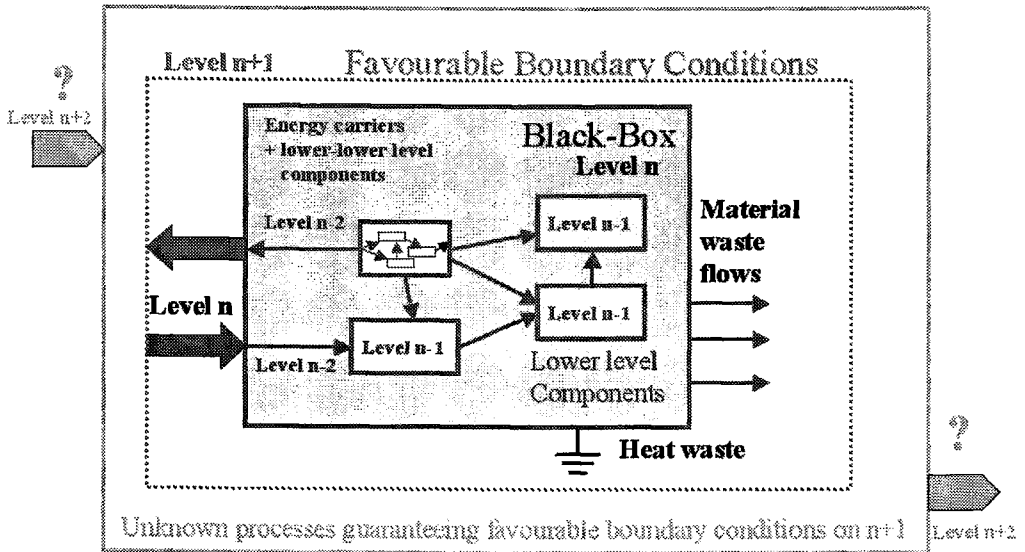 Level n+1 Favourable Boundary Conditions
?
Level n+2
Energy carriers
+ lower-lower level
components
Black-Box
Level n
Level n-2
Level n-1
Material
waste
flows
Level n
Level n-1
Level n-1
Level n-2
Lower level
Components
Heat waste
?
Unknown processes guaranteeing favourable boundary conditions on n+1
Level n+2